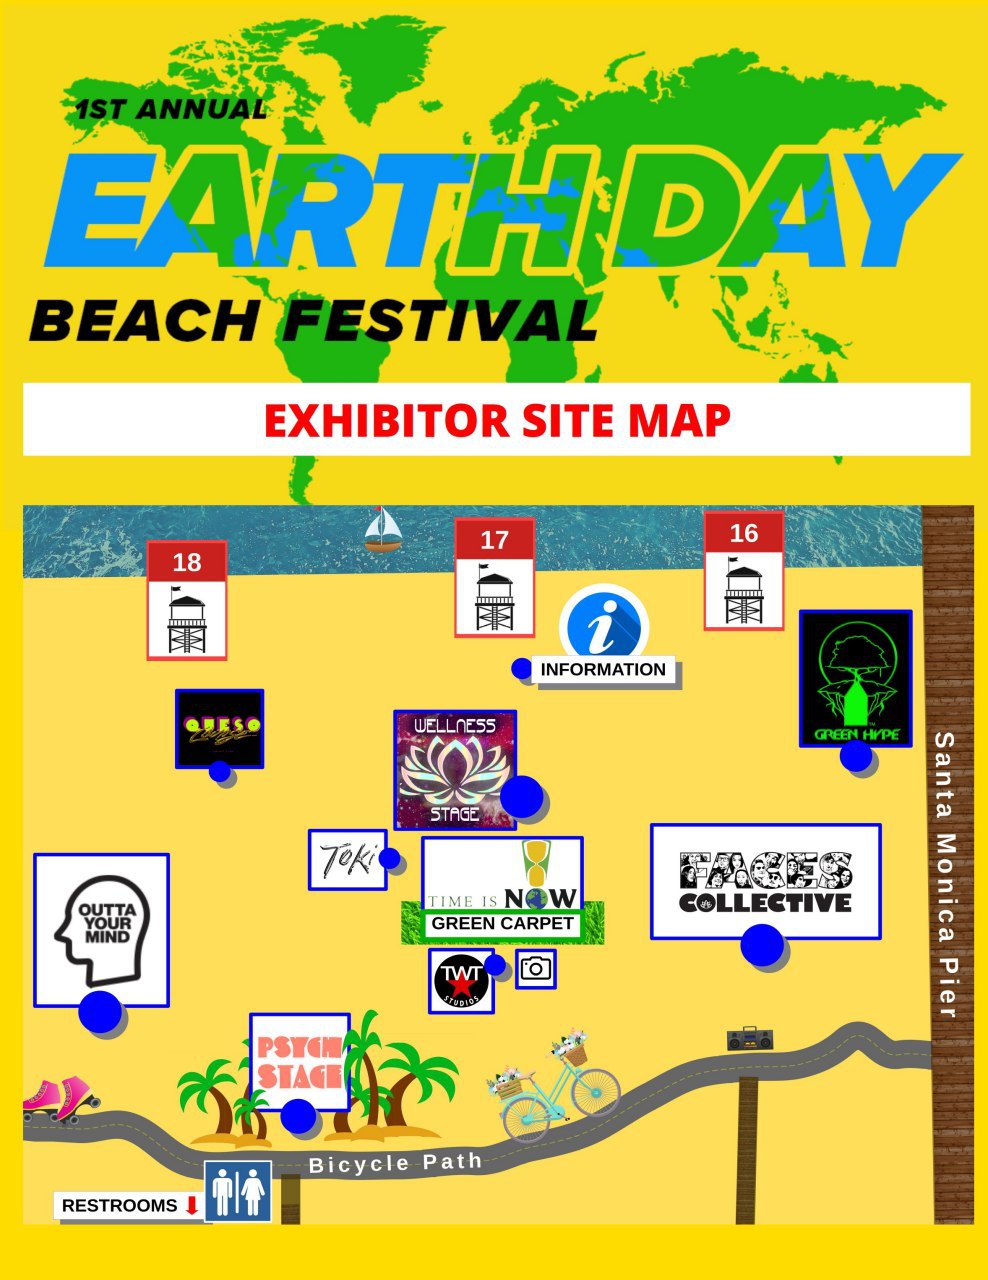 1ST ANNUAL
EARTH DAY
BEACH FESTIVAL
EXHIBITOR SITE MAP
18
17
16
i
INFORMATION
GREEN HYPE
TM
QUESO
WELLNESS
STAGE
Santa Monica Pier
TOKi
TIME IS NOW
GREEN CARPET
FACES
COLLECTIVE
OUTTA
YOUR
MIND
TWT
STUDIOS
PSYCH
STAGE
Bicycle Path
RESTROOMS